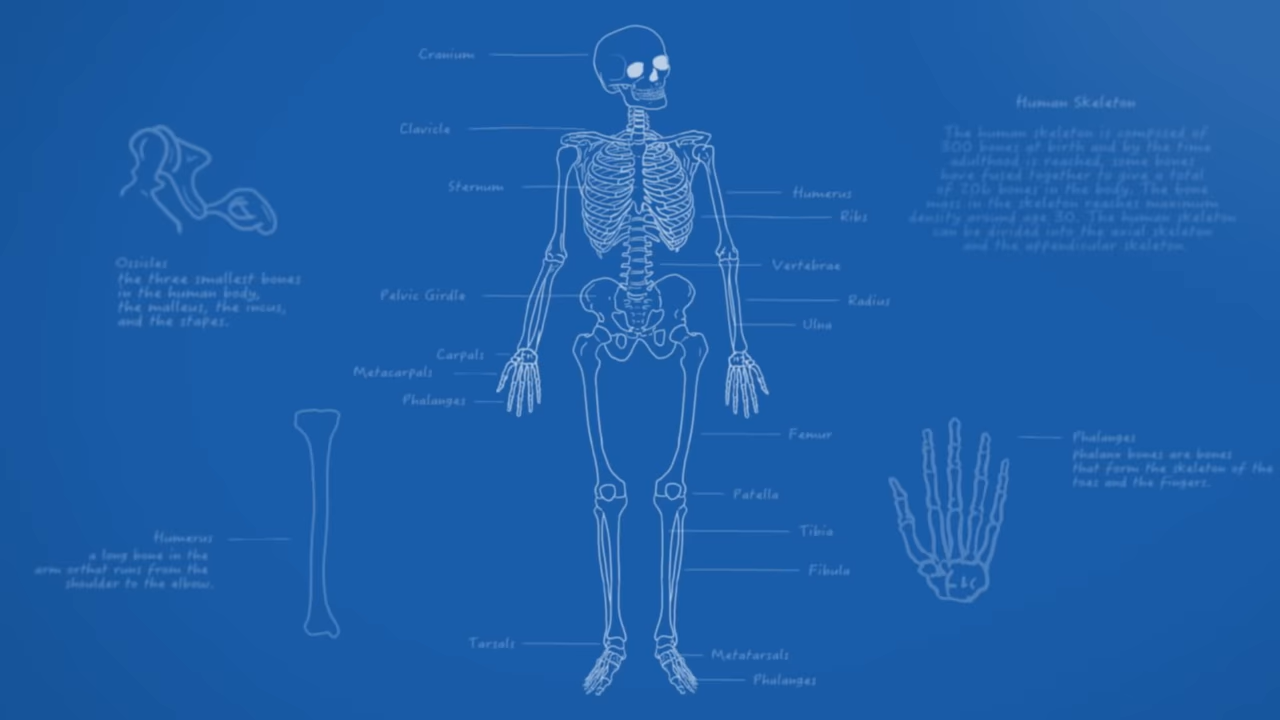 Cranium
Clavicle
Sternum
Pelvic Girdle
Carpals
Metacarpals
Phalanges
Tarsals
Humerus
Ribs
Vertebrae
Radius
Ulna
Femur
Patella
Tibia
Fibula
Metatarsals
Phalanges
Ossicles
the three smallest bones
in the human body,
the malleus, the incus,
and the stapes.
Humerus
a long bone in the
arm orthat runs from the
shoulder to the elbow.
Human Skeleton
The human skeleton is composed of
300 bones at birth and by the time
adulthood is reached, some bones
have fused together to give a total
of 206 bones in the body. The bone
mass in the skeleton reaches maximum
density around age 30. The human skeleton
can be divided into the axial skeleton
and the appendicular skeleton.
Phalanges
phalanx bones are bones
that form the skeleton of the
toes and the fingers.